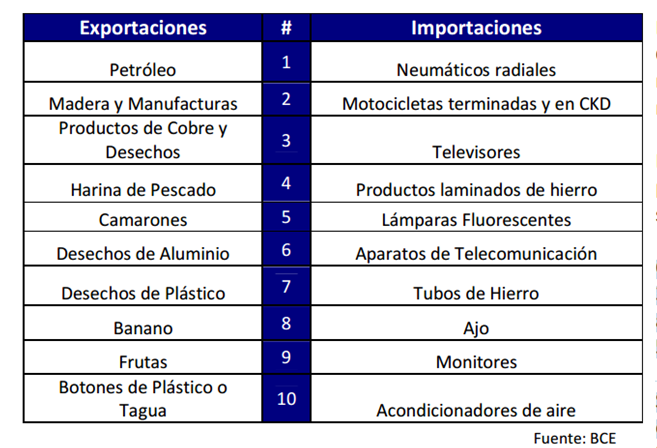 Exportaciones # Importaciones
Petróleo 1 Neumáticos radiales
Madera y Manufacturas 2 Motocicletas terminadas y en CKD
Productos de Cobre y
Desechos 3 Televisores
Harina de Pescado 4 Productos laminados de hierro
Camarones 5 Lámparas Fluorescentes
Desechos de Aluminio 6 Aparatos de Telecomunicación
Desechos de Plástico 7 Tubos de Hierro
Banano 8 Ajo
Frutas 9 Monitores
Botones de Plástico o
Tagua 10 Acondicionadores de aire
Fuente: BCE